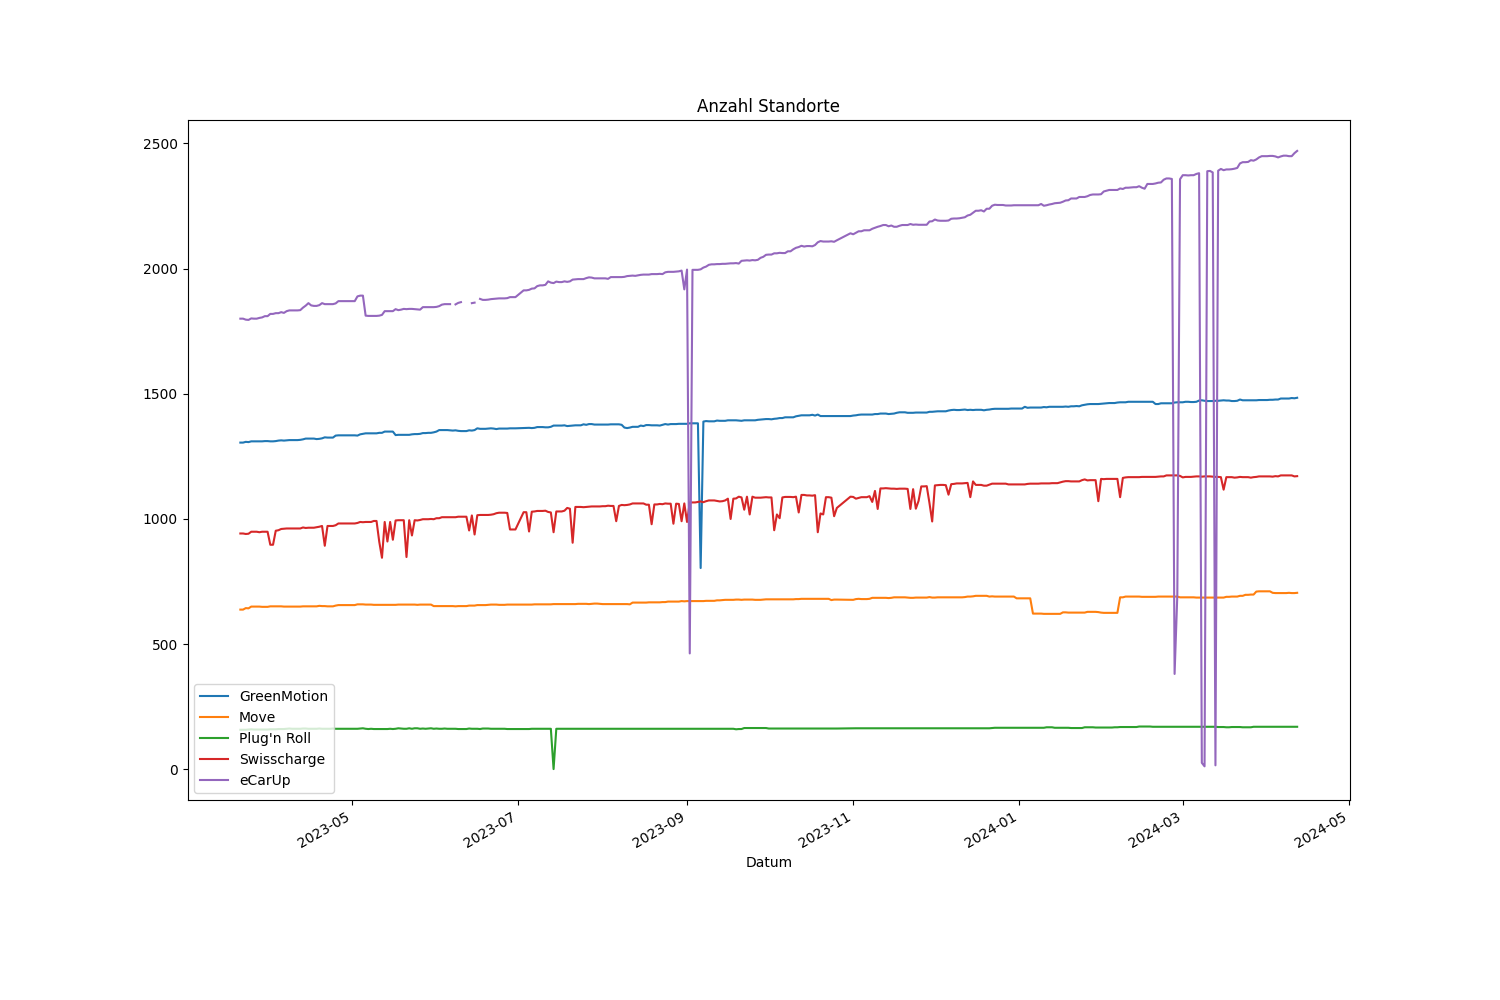 Anzahl Standorte
2500
2000
1500
1000
500
0
GreenMotion
Move
Plug'n Roll
Swisscharge
eCarUp
2023-05
2023-07
2023-09
2023-11
2024-01
2024-03
2024-05
Datum